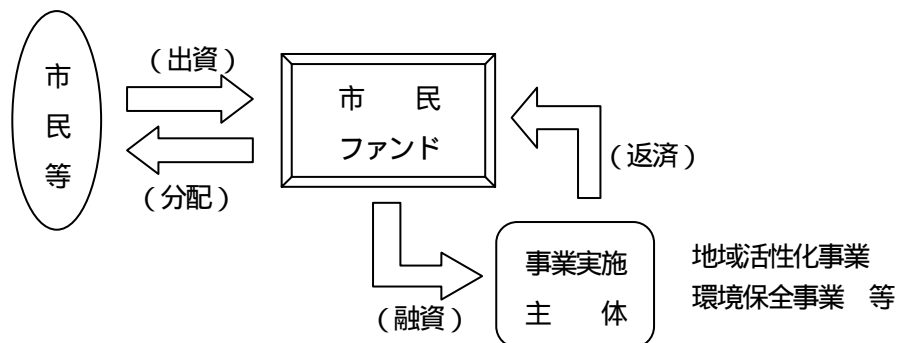 市
民
等
（出資）
（分配）
市　民
ファンド
（返済）
（融資）
事業実施
主　体
地域活性化事業
環境保全事業　等